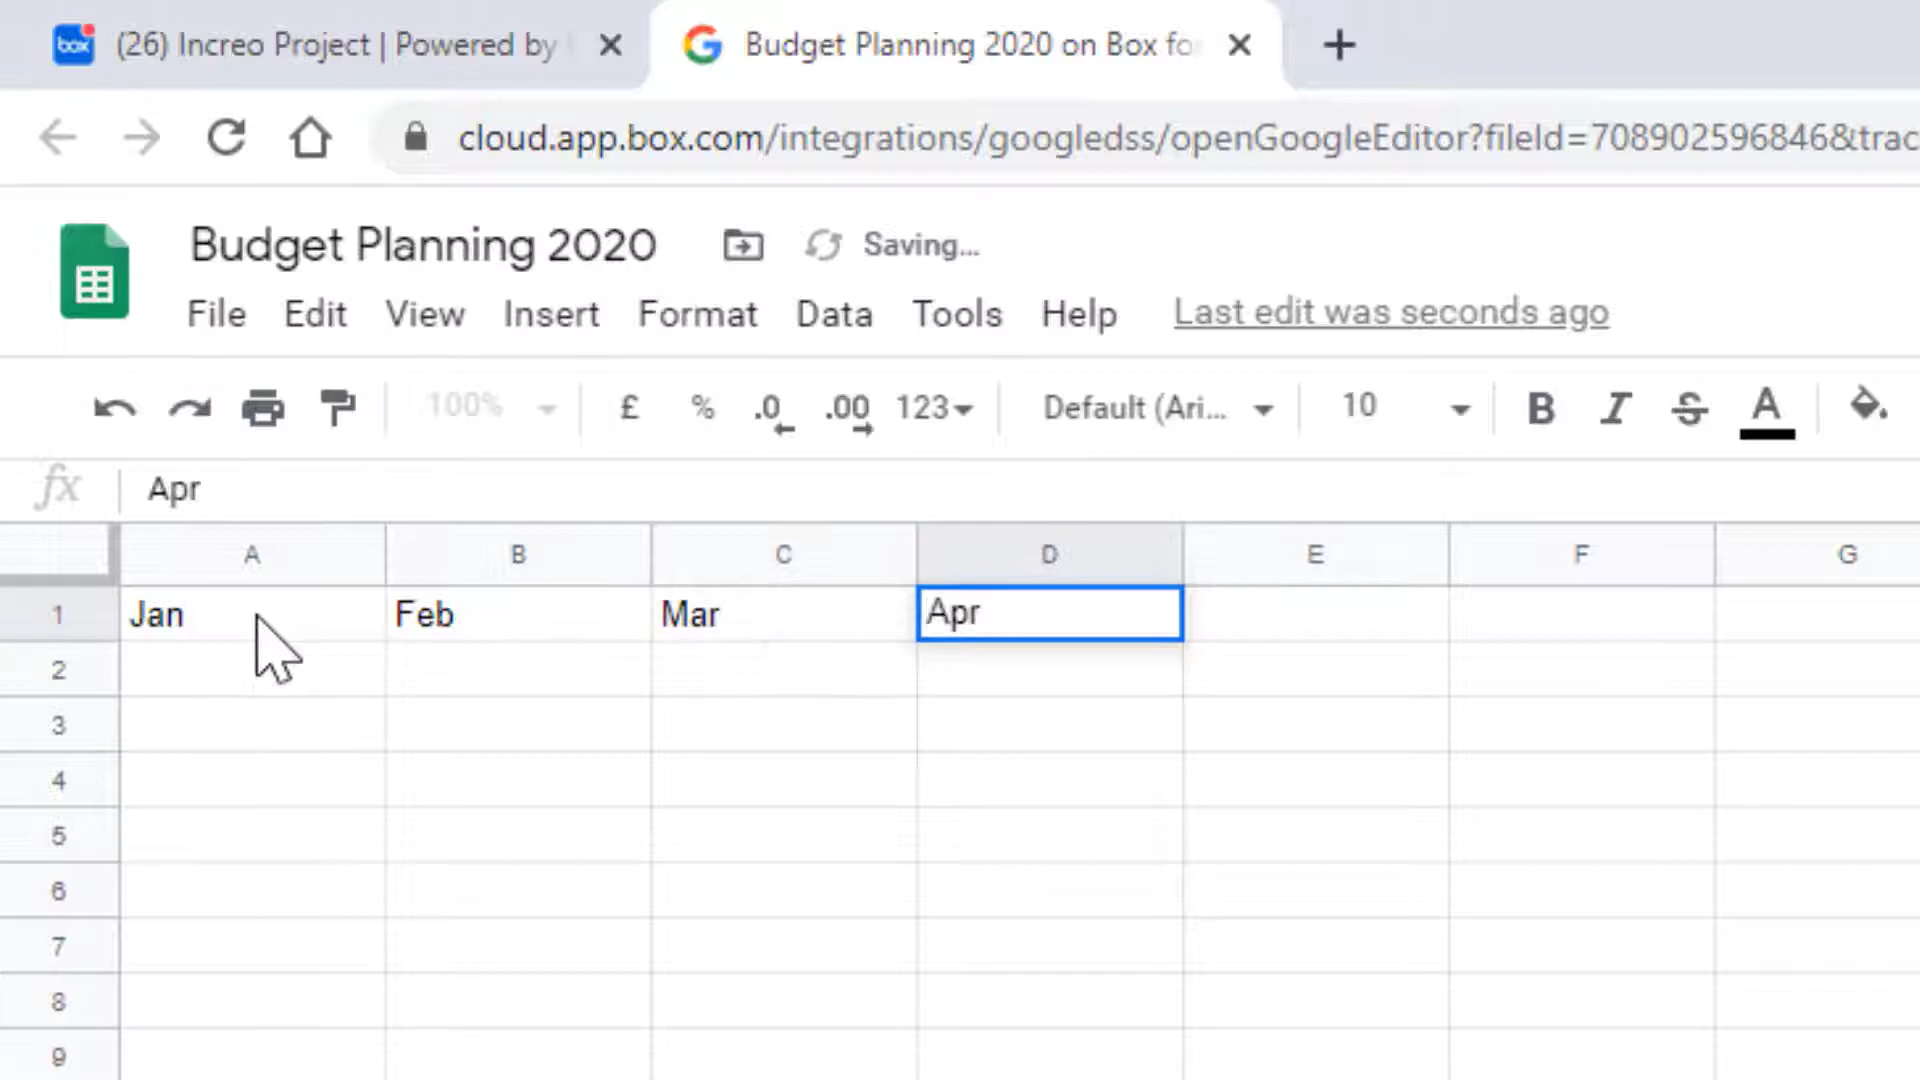 box (26) Increo Project | Powered by
Budget Planning 2020 on Box fo
cloud.app.box.com/integrations/googledss/openGoogleEditor?fileId=708902596846&trac
Budget Planning 2020 Saving...
File Edit View Insert Format Data Tools Help Last edit was seconds ago
100% £ % .0 .00 123 Default (Ari... 10 B I S A
fx Apr
A B C D E F G
1 Jan Feb Mar Apr
2
3
4
5
6
7
8
9